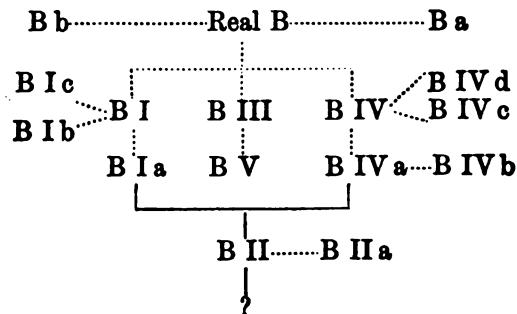 B b Real B B a
B I c B IV d
B I B III B IV B IV c
B I b
B I a B V B IV a B IV b
B II B II a
?